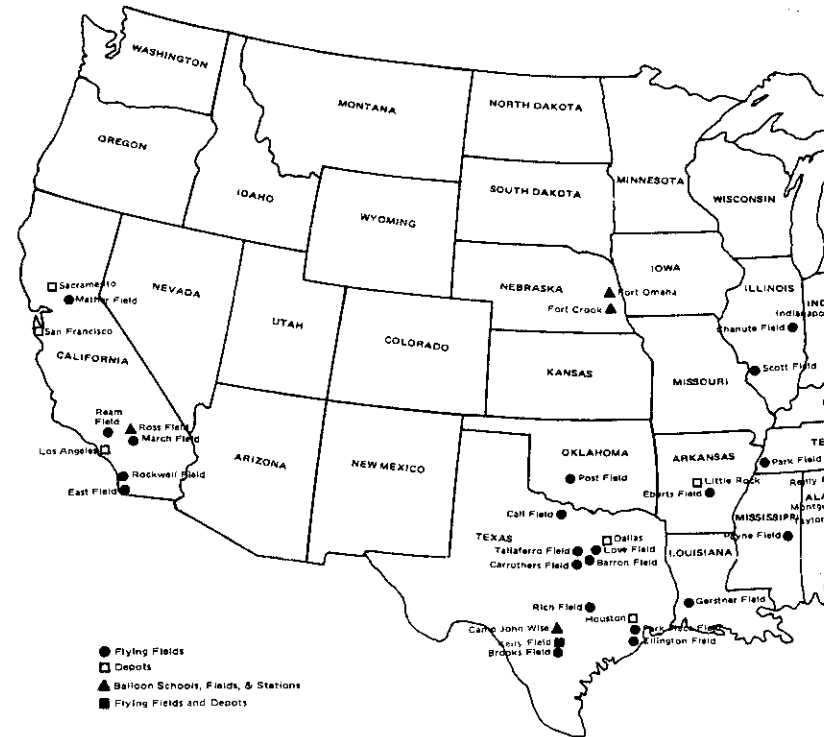 WASHINGTON
MONTANA
NORTH DAKOTA
OREGON
IDAHO
SOUTH DAKOTA
MINNESOTA
WISCONSIN
WYOMING
IOWA
NEBRASKA
Fort Omaha
Fort Crook
ILLINOIS
Sacramento
Mather Field
NEVADA
San Francisco
UTAH
COLORADO
Chanute Field
CALIFORNIA
KANSAS
MISSOURI
Scott Field
Ream
Field
Ross Field
March Field
Los Angeles
ARIZONA
NEW MEXICO
OKLAHOMA
ARKANSAS
Park Field
Rockwell Field
East Field
Post Field
Little Rock
Eberts Field
Call Field
MISSISSIPPI
TEXAS
Dallas
Taliaferro Field
Love Field
LOUISIANA
Payne Field
Carruthers Field
Barron Field
Rich Field
Gerstner Field
Houston
Camp John Wise
Park Place Field
Kelly Field
Ellington Field
Brooks Field
Flying Fields
Depots
Balloon Schools, Fields, & Stations
Flying Fields and Depots